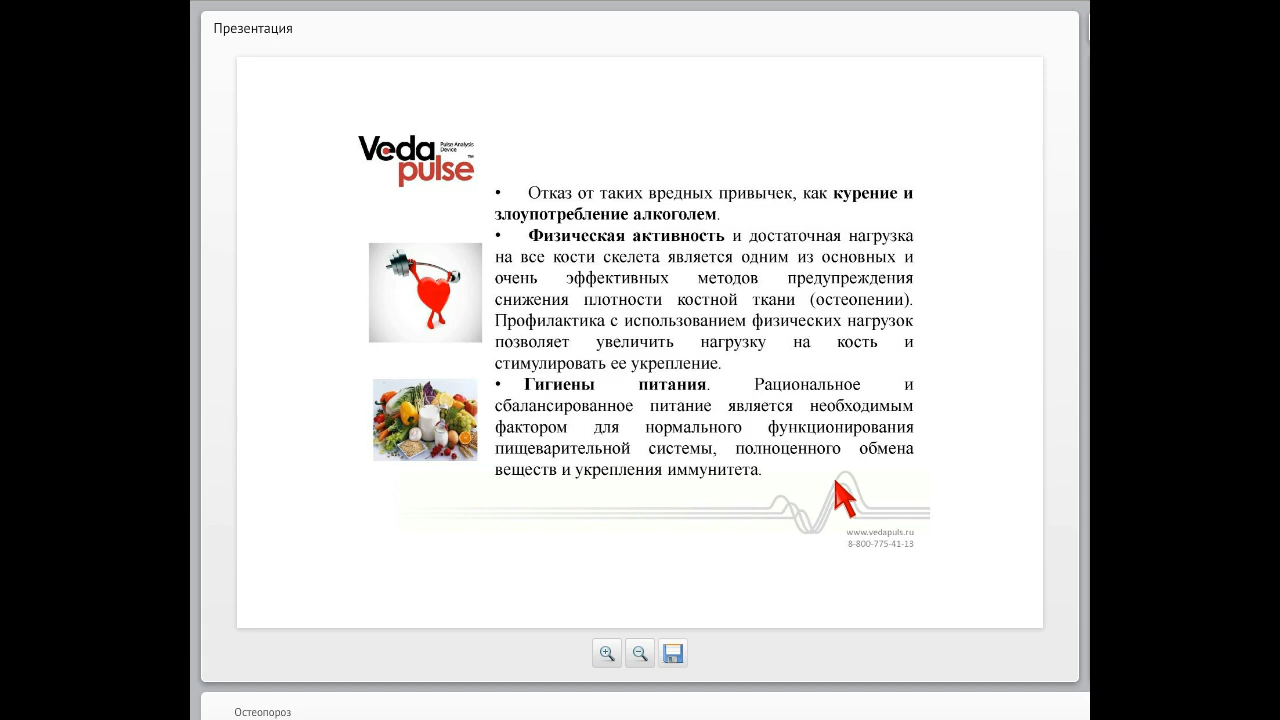 Презентация
Veda
Pulse Analysis
Device
pulse™
• Отказ от таких вредных привычек, как курение и
злоупотребление алкоголем.
• Физическая активность и достаточная нагрузка
на все кости скелета является одним из основных и
очень эффективных методов предупреждения
снижения плотности костной ткани (остеопении).
Профилактика с использованием физических нагрузок
позволяет увеличить нагрузку на кость и
стимулировать ее укрепление.
• Гигиены питания. Рациональное и
сбалансированное питание является необходимым
фактором для нормального функционирования
пищеварительной системы, полноценного обмена
веществ и укрепления иммунитета.
www.vedapuls.ru
8-800-775-41-13
Остеопороз